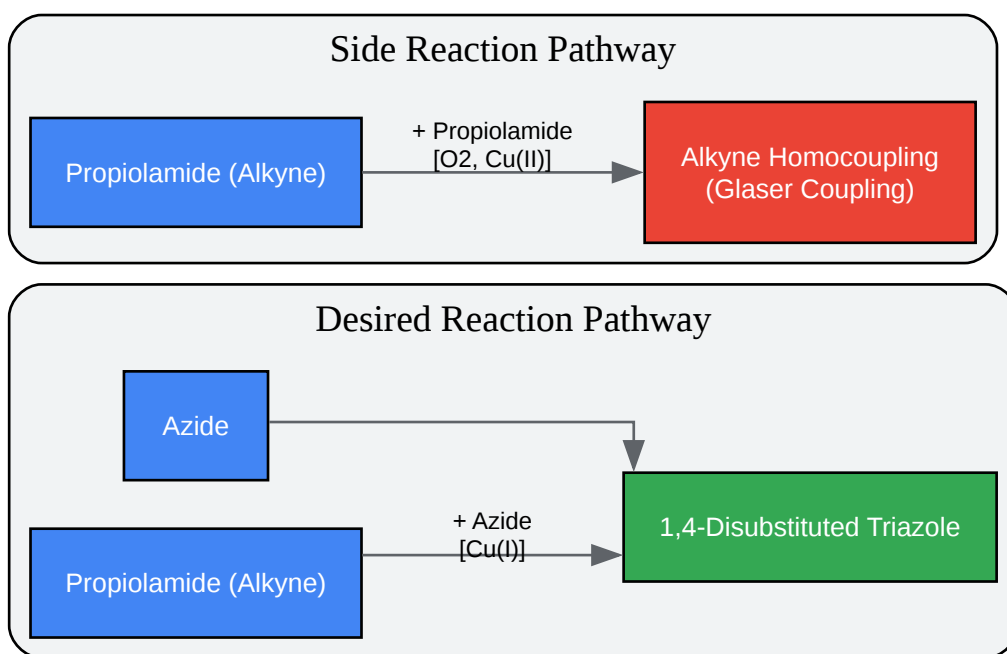 Side Reaction Pathway
Propiolamide (Alkyne)
+ Propiolamide
[O2, Cu(II)]
Alkyne Homocoupling
(Glaser Coupling)
Desired Reaction Pathway
Azide
Propiolamide (Alkyne)
+ Azide
[Cu(I)]
1,4-Disubstituted Triazole